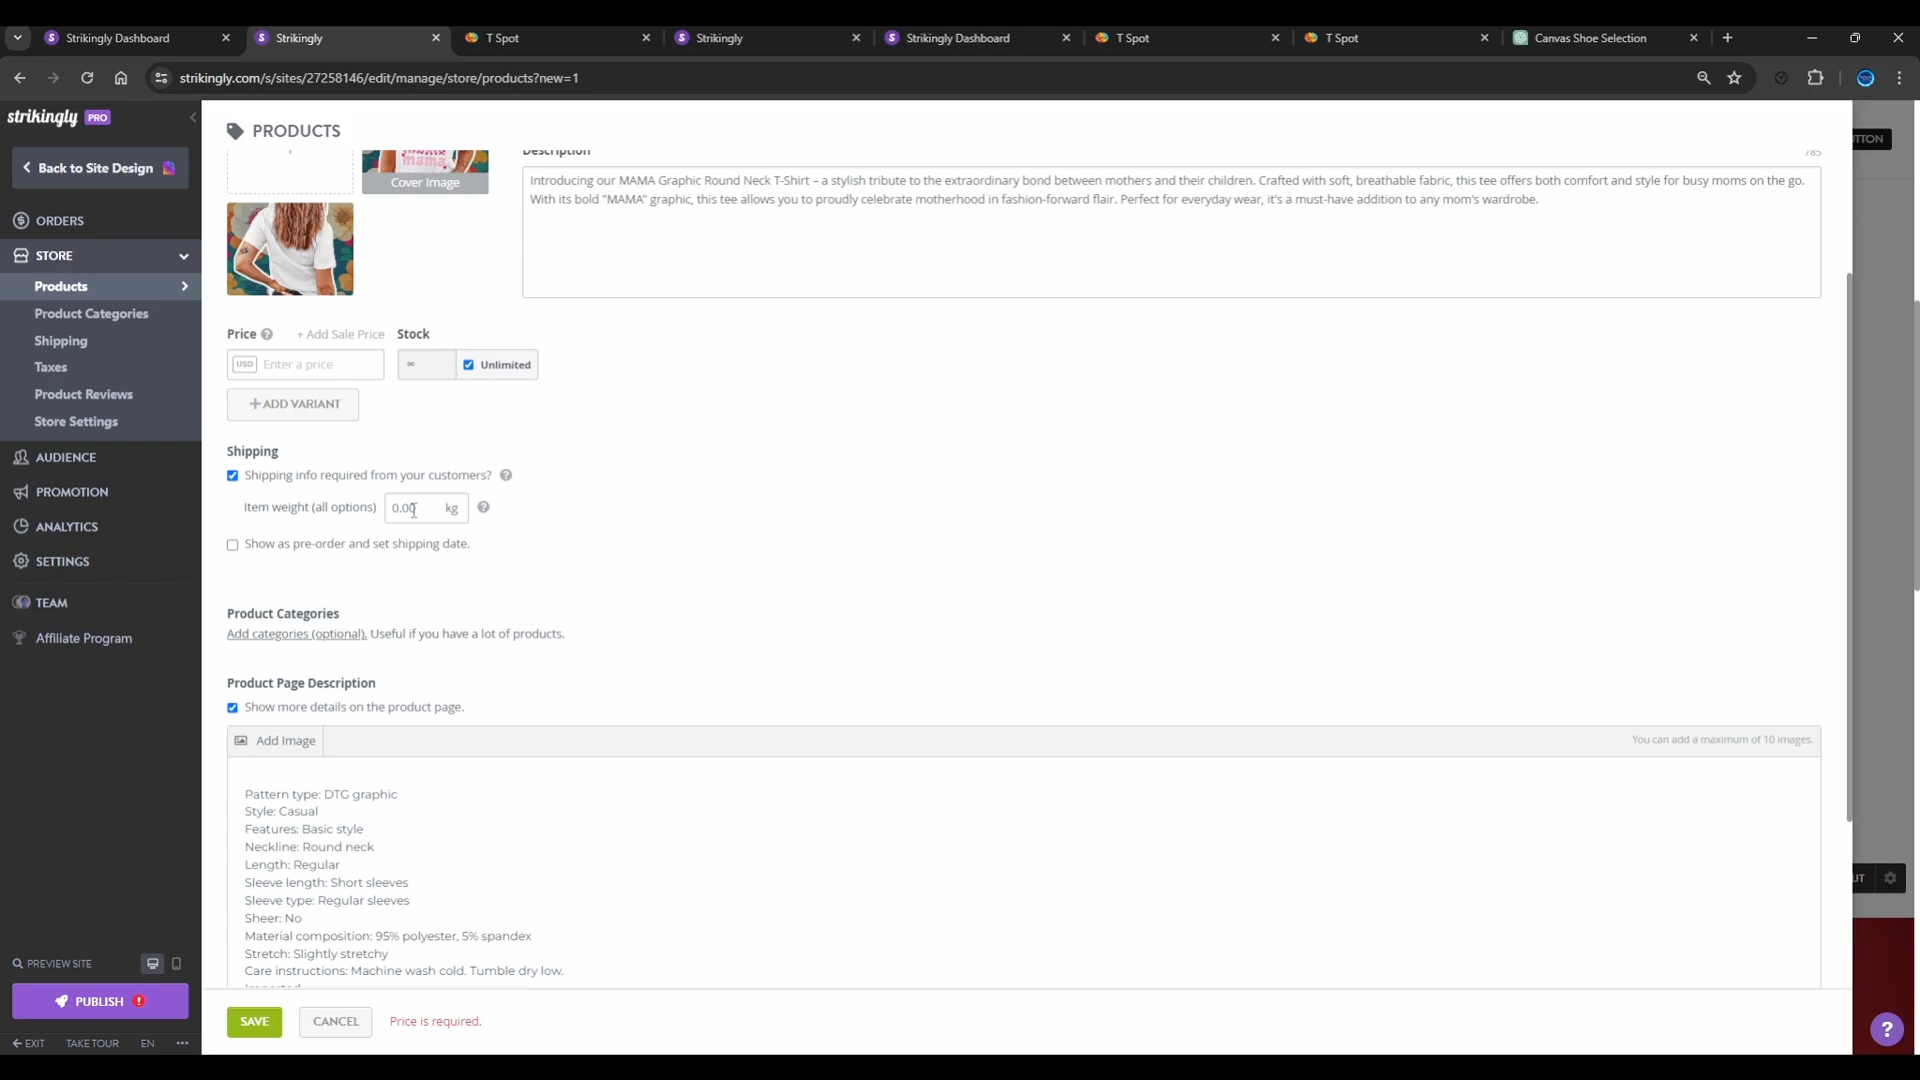 Strikingly Dashboard
Strikingly
T Spot
Strikingly
Strikingly Dashboard
T Spot
T Spot
Canvas Shoe Selection
strikingly.com/s/sites/27258146/edit/manage/store/products?new=1
strikingly PRO
Back to Site Design
ORDERS
STORE
Products
Product Categories
Shipping
Taxes
Product Reviews
Store Settings
AUDIENCE
PROMOTION
ANALYTICS
SETTINGS
TEAM
Affiliate Program
PREVIEW SITE
PUBLISH
EXIT TAKE TOUR EN
PRODUCTS
mama
Cover Image
Description
785
Introducing our MAMA Graphic Round Neck T-Shirt – a stylish tribute to the extraordinary bond between mothers and their children. Crafted with soft, breathable fabric, this tee offers both comfort and style for busy moms on the go.
With its bold "MAMA" graphic, this tee allows you to proudly celebrate motherhood in fashion-forward flair. Perfect for everyday wear, it's a must-have addition to any mom's wardrobe.
Price ? + Add Sale Price Stock
USD Enter a price ∞ Unlimited
+ ADD VARIANT
Shipping
Shipping info required from your customers? ?
Item weight (all options) 0.00 kg ?
Show as pre-order and set shipping date.
Product Categories
Add categories (optional). Useful if you have a lot of products.
Product Page Description
Show more details on the product page.
Add Image
You can add a maximum of 10 images.
Pattern type: DTG graphic
Style: Casual
Features: Basic style
Neckline: Round neck
Length: Regular
Sleeve length: Short sleeves
Sleeve type: Regular sleeves
Sheer: No
Material composition: 95% polyester, 5% spandex
Stretch: Slightly stretchy
Care instructions: Machine wash cold. Tumble dry low.
Imported
SAVE
CANCEL
Price is required.
UTTON
UT
?